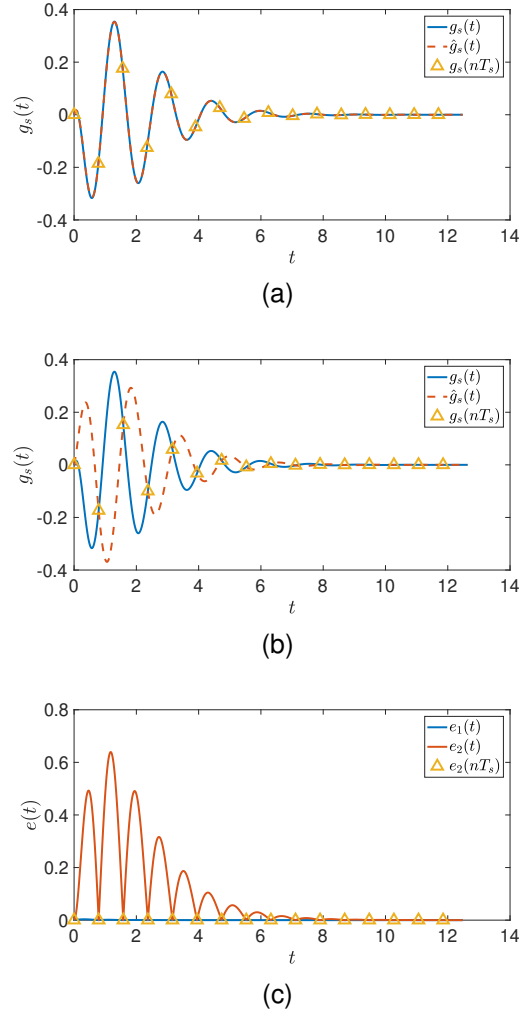 0.4
0.2
0
-0.2
-0.4
g_s(t)
g_s(t)
ĝ_s(t)
g_s(nT_s)
0 2 4 6 8 10 12 14
t
(a)
0.4
0.2
0
-0.2
-0.4
g_s(t)
g_s(t)
ĝ_s(t)
g_s(nT_s)
0 2 4 6 8 10 12 14
t
(b)
0.8
0.6
0.4
0.2
0
e(t)
e_1(t)
e_2(t)
e_2(nT_s)
0 2 4 6 8 10 12 14
t
(c)